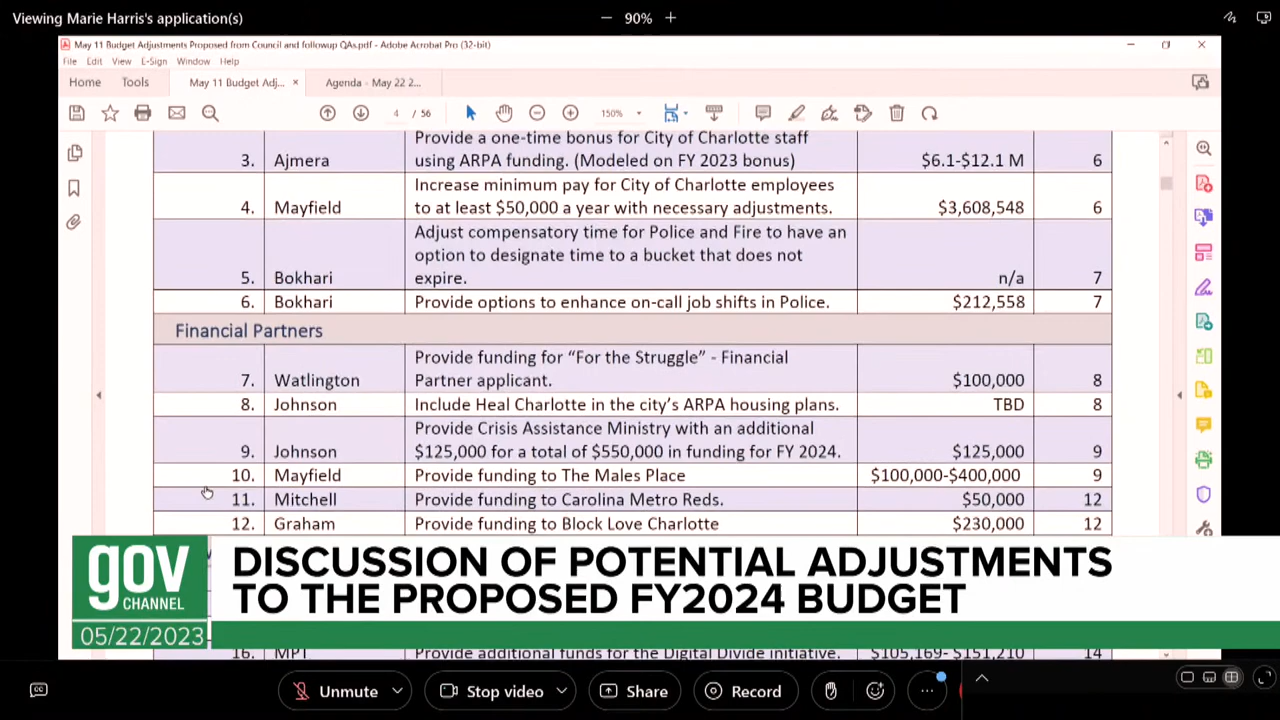 Viewing Marie Harris's application(s)
90%
May 11 Budget Adjustments Proposed from Council and followup QAs.pdf - Adobe Acrobat Pro (32-bit)
File Edit View E-Sign Window Help
Home Tools May 11 Budget Adj... × Agenda - May 22 2...
4 / 56 150%
Provide a one-time bonus for City of Charlotte staff
3. Ajmera using ARPA funding. (Modeled on FY 2023 bonus) $6.1-$12.1 M 6
Increase minimum pay for City of Charlotte employees
4. Mayfield to at least $50,000 a year with necessary adjustments. $3,608,548 6
Adjust compensatory time for Police and Fire to have an
option to designate time to a bucket that does not
5. Bokhari expire. n/a 7
6. Bokhari Provide options to enhance on-call job shifts in Police. $212,558 7
Financial Partners
Provide funding for “For the Struggle” - Financial
7. Watlington Partner applicant. $100,000 8
8. Johnson Include Heal Charlotte in the city’s ARPA housing plans. TBD 8
Provide Crisis Assistance Ministry with an additional
9. Johnson $125,000 for a total of $550,000 in funding for FY 2024. $125,000 9
10. Mayfield Provide funding to The Males Place $100,000-$400,000 9
11. Mitchell Provide funding to Carolina Metro Reds. $50,000 12
12. Graham Provide funding to Block Love Charlotte $230,000 12
gov
CHANNEL
05/22/2023
DISCUSSION OF POTENTIAL ADJUSTMENTS
TO THE PROPOSED FY2024 BUDGET
16. MPT Provide additional funds for the Digital Divide initiative. $105,169- $151,210 14
CC Unmute Stop video Share Record